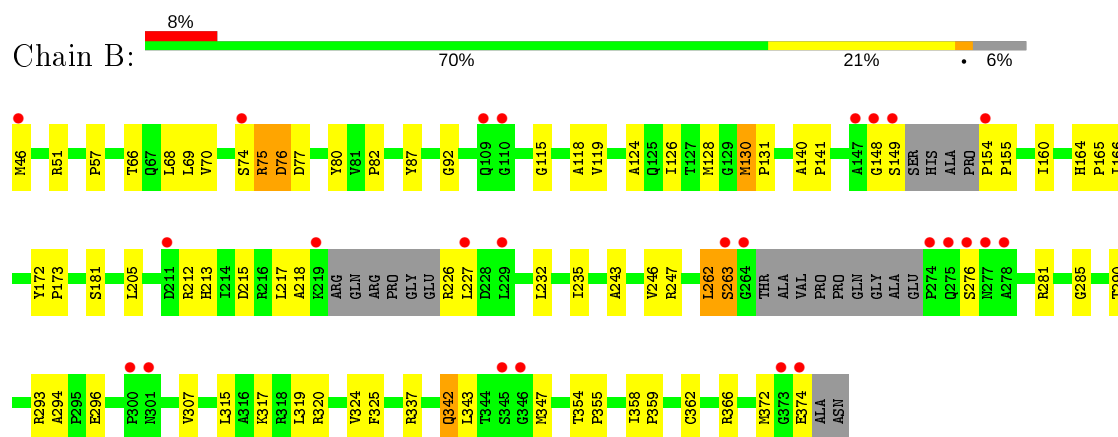 8%
Chain B:
70% 21% • 6%
M46 R51 P57 T66 Q67 L68 L69 V70 S74 R75 D76 D77 Y80 V81 P82 Y87 G92 Q109 G110 G115 A118 V119 A124 Q125 I126 T127 M128 G129 M130 P131 A140 P141 A147 G148 S149 SER HIS ALA PRO P154 P155 I160 H164 P165 I166
Y172 P173 S181 L205 D211 R212 H213 I214 D215 R216 L217 A218 K219 ARG GLN ARG PRO GLY GLU R226 L227 D228 L229 L232 I235 A243 V246 R247 L262 S263 G264 THR ALA VAL PRO PRO GLN GLY ALA GLU P274 Q275 S276 N277 A278 R281 G285 T290
R293 A294 P295 E296 P300 N301 V307 L315 A316 K317 R318 L319 R320 V324 F325 R337 Q342 L343 T344 S345 G346 M347 T354 P355 I358 P359 C362 R366 M372 G373 E374 ALA ASN